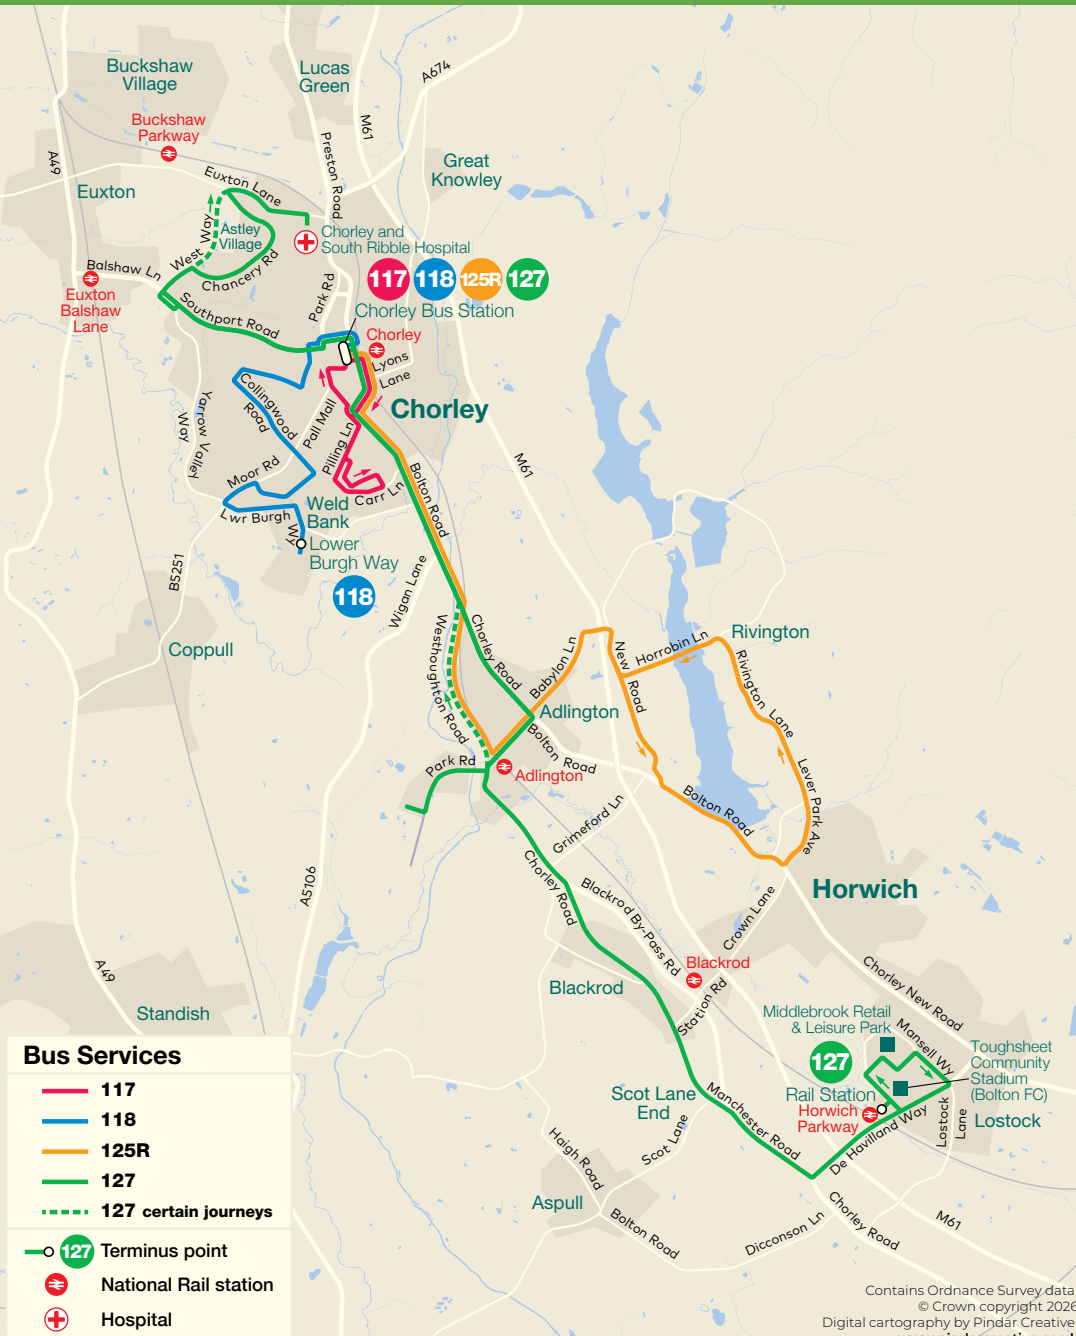 Buckshaw
Village
Lucas
Green
A674
Buckshaw
Parkway
M61
Preston Road
A49
Great
Knowley
Euxton Lane
Euxton
West Way
Astley
Village
Chorley and
South Ribble Hospital
Balshaw Ln
Chancery Rd
117
118
125R
127
Euxton
Balshaw
Lane
Park Rd
Chorley Bus Station
Southport Road
Chorley
Lyons
Lane
Collingwood
Road
Chorley
Yarrow Valley
Way
Pall Mall
Pilling Ln
M61
Moor Rd
Bolton Road
Carr Ln
Weld
Bank
Lwr Burgh
Wy
Lower
Burgh Way
B5251
118
Wigan Lane
Westhoughton Road
Chorley Road
Babylon Ln
New
Road
Horrobin Ln
Rivington
Coppull
Rivington
Lane
Adlington
Bolton
Road
Park Rd
Adlington
Lever Park Ave
Bolton Road
Grimeford Ln
A5106
Chorley Road
Horwich
Blackrod By-Pass Rd
Crown Lane
A49
Blackrod
Chorley New Road
Blackrod
Station Rd
Standish
Middlebrook Retail
& Leisure Park
Mansell Wy
Toughsheet
Community
Stadium
(Bolton FC)
127
Rail Station
Horwich
Parkway
Scot Lane
End
Manchester Road
De Havilland Way
Lostock
Lane
Lostock
Haigh Road
Scot Lane
Aspull
Bolton Road
Dicconson Ln
Chorley Road
M61
Bus Services
117
118
125R
127
127 certain journeys
127 Terminus point
National Rail station
Hospital
Contains Ordnance Survey data
© Crown copyright 2026
Digital cartography by Pindar Creative